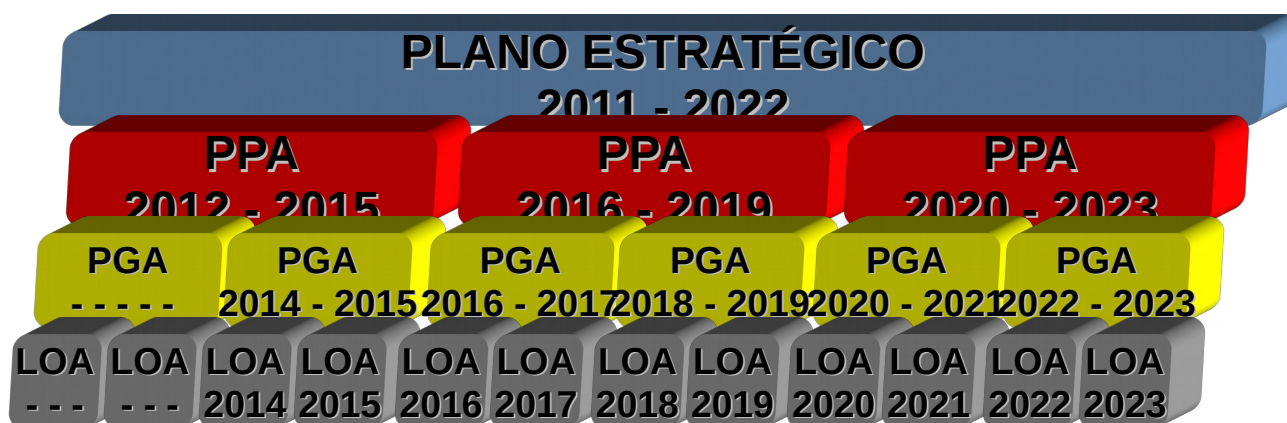 PLANO ESTRATÉGICO
2011 - 2022
PPA PPA PPA
2012 - 2015 2016 - 2019 2020 - 2023
PGA PGA PGA PGA PGA PGA
- - - - - 2014 - 2015 2016 - 2017 2018 - 2019 2020 - 2021 2022 - 2023
LOA LOA LOA LOA LOA LOA LOA LOA LOA LOA LOA LOA
- - - - - - 2014 2015 2016 2017 2018 2019 2020 2021 2022 2023